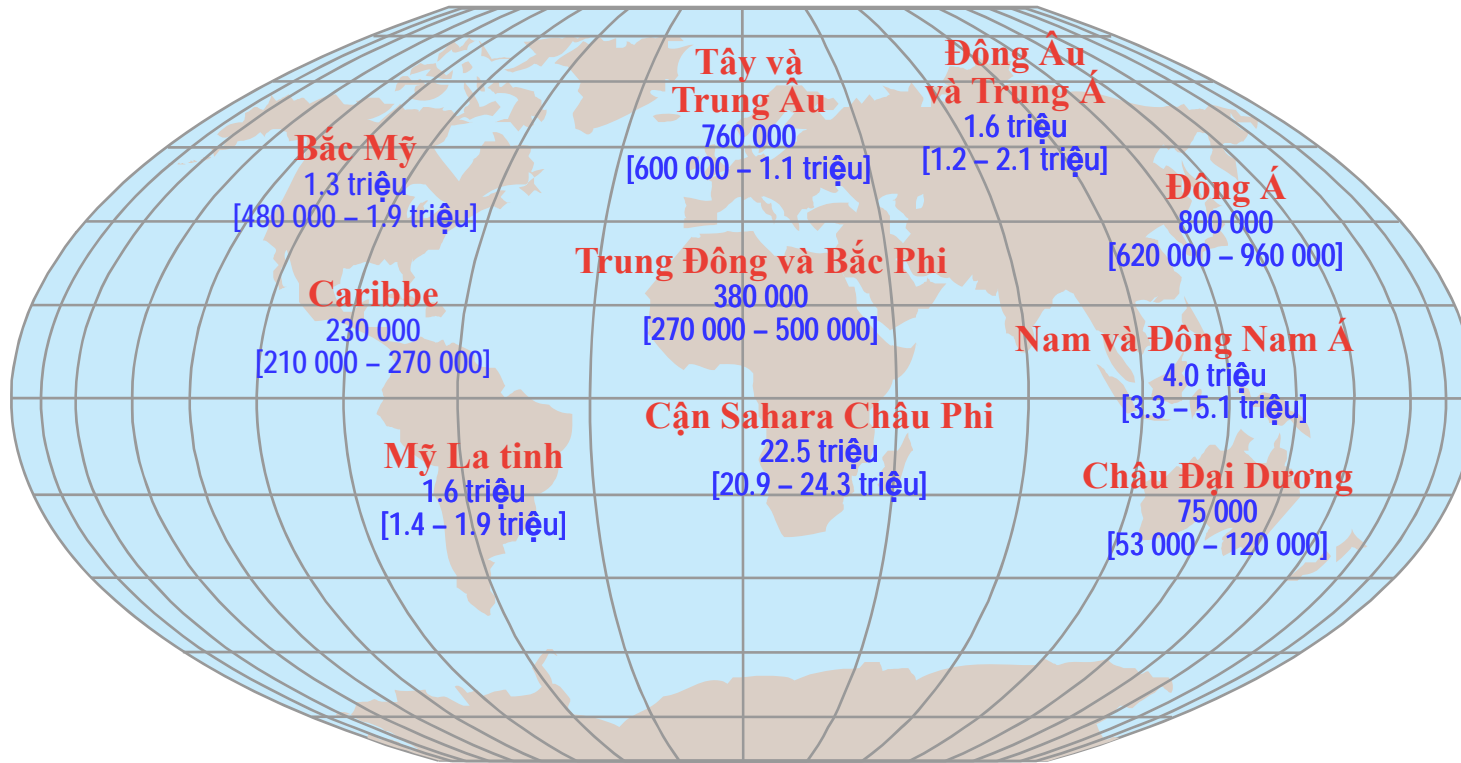 Tây và
Trung Âu
760 000
[600 000 – 1.1 triệu]
Đông Âu
và Trung Á
1.6 triệu
[1.2 – 2.1 triệu]
Bắc Mỹ
1.3 triệu
[480 000 – 1.9 triệu]
Đông Á
800 000
[620 000 – 960 000]
Trung Đông và Bắc Phi
380 000
[270 000 – 500 000]
Caribbe
230 000
[210 000 – 270 000]
Nam và Đông Nam Á
4.0 triệu
[3.3 – 5.1 triệu]
Cận Sahara Châu Phi
22.5 triệu
[20.9 – 24.3 triệu]
Mỹ La tinh
1.6 triệu
[1.4 – 1.9 triệu]
Châu Đại Dương
75 000
[53 000 – 120 000]